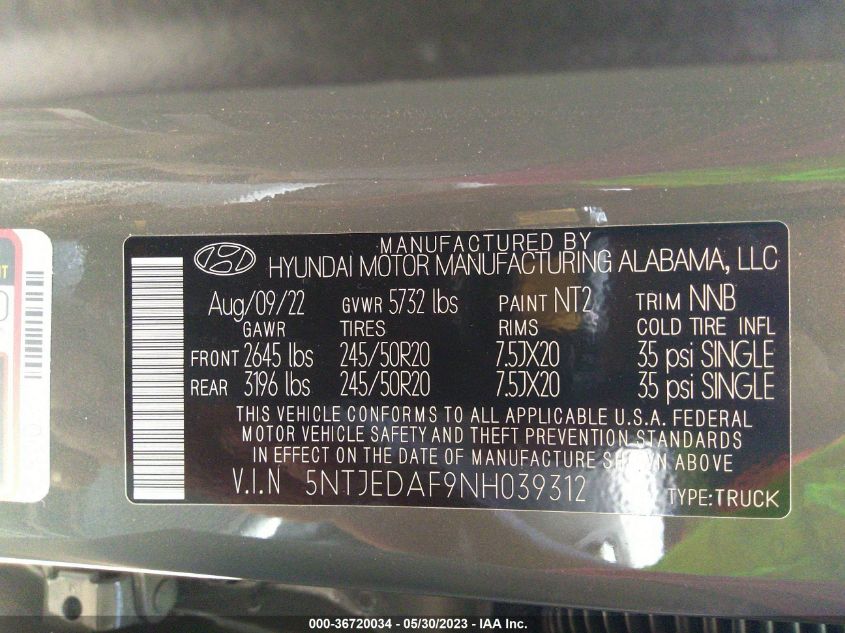 MANUFACTURED BY
HYUNDAI MOTOR MANUFACTURING ALABAMA, LLC
Aug/09/22 GVWR 5732 lbs PAINT NT2 TRIM NNB
GAWR TIRES RIMS COLD TIRE INFL
FRONT 2645 lbs 245/50R20 7.5JX20 35 psi SINGLE
REAR 3196 lbs 245/50R20 7.5JX20 35 psi SINGLE
THIS VEHICLE CONFORMS TO ALL APPLICABLE U.S.A. FEDERAL
MOTOR VEHICLE SAFETY AND THEFT PREVENTION STANDARDS
IN EFFECT ON THE DATE OF MANUFACTURE SHOWN ABOVE.
V.I.N 5NTJEDAF9NH039312 TYPE:TRUCK
000-36720034 - 05/30/2023 - IAA Inc.